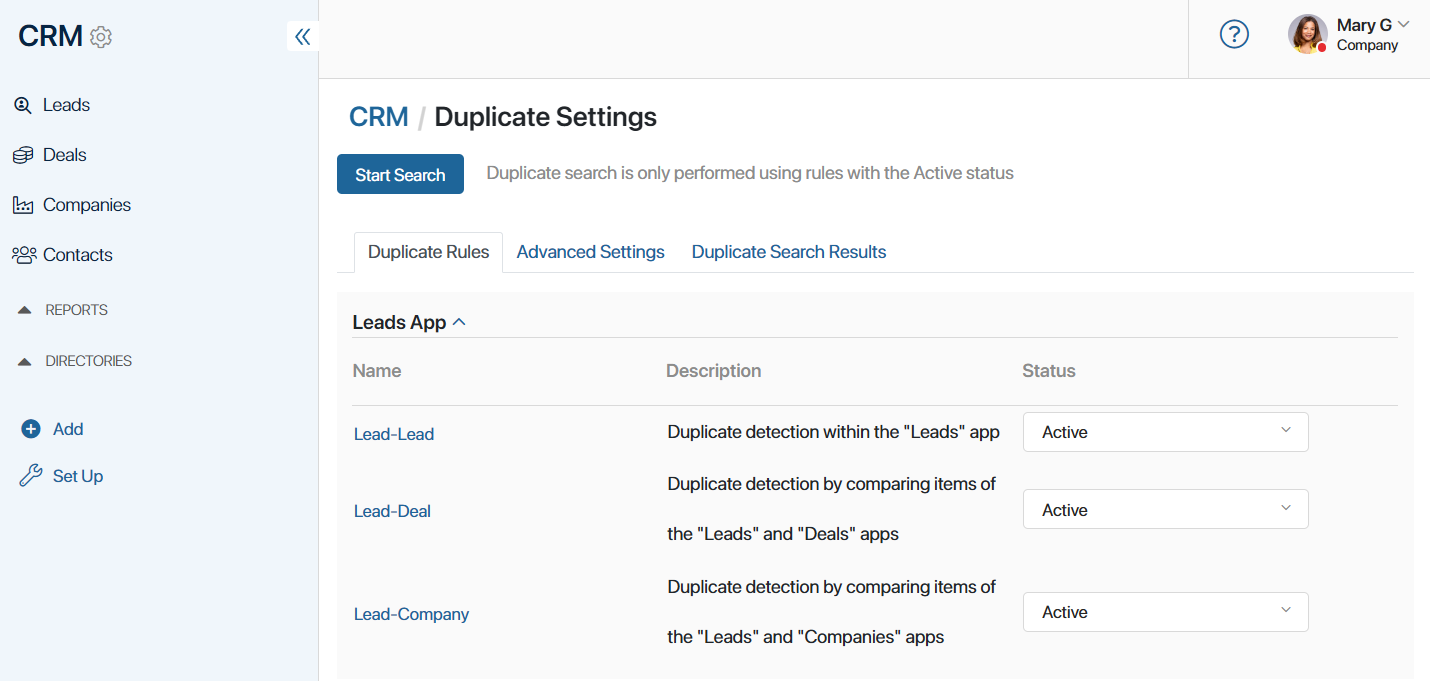 CRM
Mary G
Company
Leads
Deals
Companies
Contacts
REPORTS
DIRECTORIES
Add
Set Up
CRM / Duplicate Settings
Start Search
Duplicate search is only performed using rules with the Active status
Duplicate Rules
Advanced Settings
Duplicate Search Results
Leads App
Name
Description
Status
Lead-Lead
Duplicate detection within the "Leads" app
Active
Lead-Deal
Duplicate detection by comparing items of
the "Leads" and "Deals" apps
Active
Lead-Company
Duplicate detection by comparing items of
the "Leads" and "Companies" apps
Active